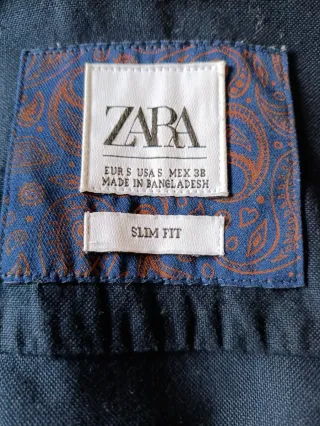 ZARA
EUR S USA S MEX 38
MADE IN BANGLADESH
SLIM FIT